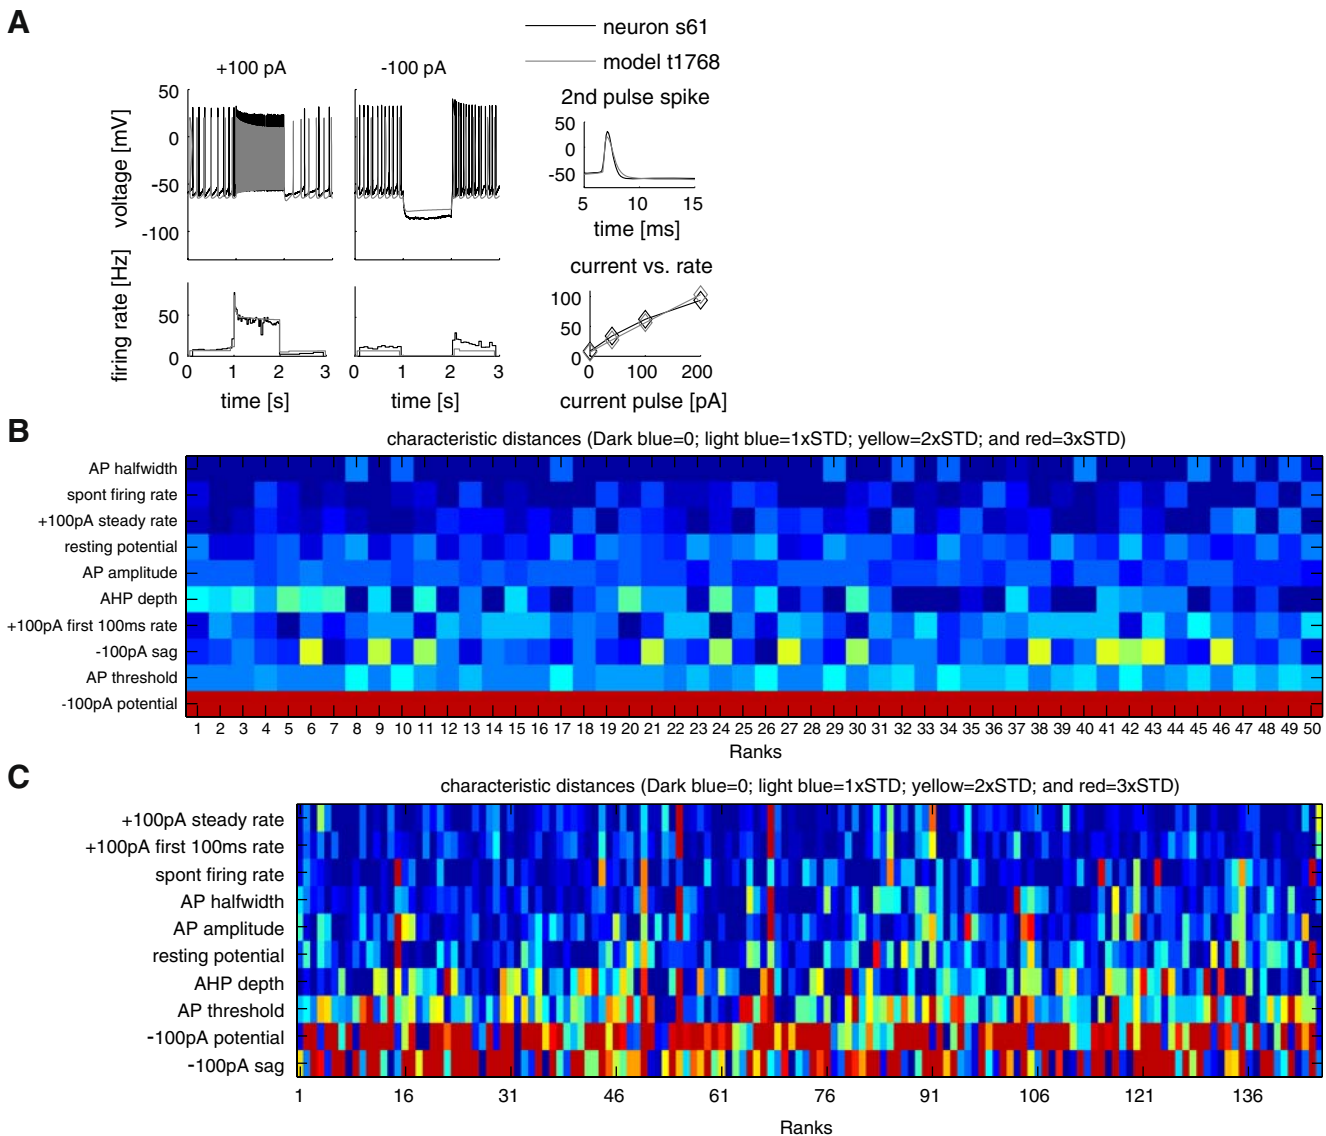 A
neuron s61
model t1768
+100 pA
-100 pA
2nd pulse spike
voltage [mV]
50
0
-50
-100
50
0
-50
5 10 15
time [ms]
firing rate [Hz]
50
0
0 1 2 3
time [s]
0 1 2 3
time [s]
current vs. rate
100
50
0
0 100 200
current pulse [pA]
B
characteristic distances (Dark blue=0; light blue=1xSTD; yellow=2xSTD; and red=3xSTD)
AP halfwidth
spont firing rate
+100pA steady rate
resting potential
AP amplitude
AHP depth
+100pA first 100ms rate
-100pA sag
AP threshold
-100pA potential
1 2 3 4 5 6 7 8 9 10 11 12 13 14 15 16 17 18 19 20 21 22 23 24 25 26 27 28 29 30 31 32 33 34 35 36 37 38 39 40 41 42 43 44 45 46 47 48 49 50
Ranks
C
characteristic distances (Dark blue=0; light blue=1xSTD; yellow=2xSTD; and red=3xSTD)
+100pA steady rate
+100pA first 100ms rate
spont firing rate
AP halfwidth
AP amplitude
resting potential
AHP depth
AP threshold
-100pA potential
-100pA sag
1 16 31 46 61 76 91 106 121 136
Ranks